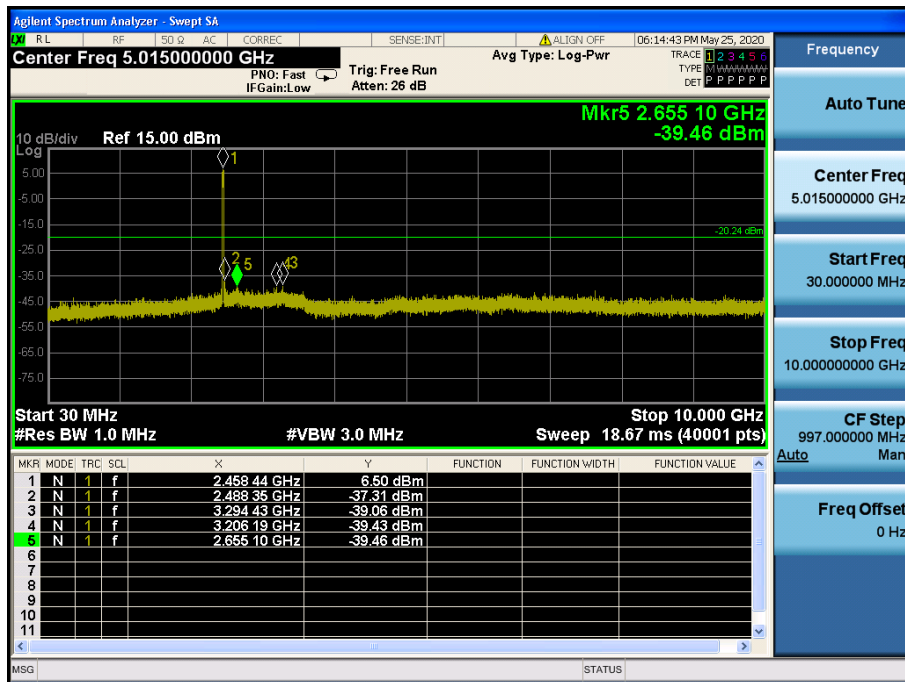 Agilent Spectrum Analyzer - Swept SA
LXI RL RF 50 Ω AC CORREC SENSE:INT ALIGN OFF 06:14:43 PM May 25, 2020
Center Freq 5.015000000 GHz
PNO: Fast
IFGain:Low
Trig: Free Run
Atten: 26 dB
Avg Type: Log-Pwr
TRACE 1 2 3 4 5 6
TYPE MWWWWW
DET P P P P P P
Mkr5 2.655 10 GHz
-39.46 dBm
10 dB/div Ref 15.00 dBm
Log
5.00
-5.00
-15.0
-25.0
-35.0
-45.0
-55.0
-65.0
-75.0
1
2 5 43
-20.24 dBm
Start 30 MHz Stop 10.000 GHz
#Res BW 1.0 MHz #VBW 3.0 MHz Sweep 18.67 ms (40001 pts)
MKR MODE TRC SCL X Y FUNCTION FUNCTION WIDTH FUNCTION VALUE
1 N 1 f 2.458 44 GHz 6.50 dBm
2 N 1 f 2.488 35 GHz -37.31 dBm
3 N 1 f 3.294 43 GHz -39.06 dBm
4 N 1 f 3.206 19 GHz -39.43 dBm
5 N 1 f 2.655 10 GHz -39.46 dBm
6
7
8
9
10
11
MSG STATUS
Frequency
Auto Tune
Center Freq
5.015000000 GHz
Start Freq
30.000000 MHz
Stop Freq
10.000000000 GHz
CF Step
997.000000 MHz
Auto Man
Freq Offset
0 Hz